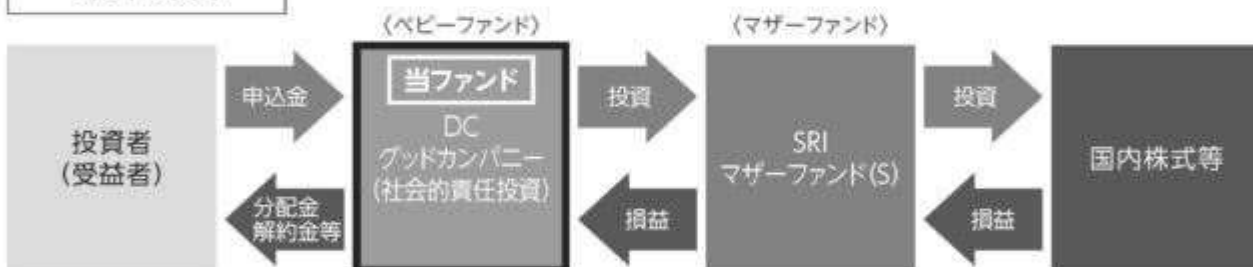 〈ベビーファンド〉
〈マザーファンド〉
投資者
(受益者)
申込金
分配金
解約金等
当ファンド
DC
グッドカンパニー
(社会的責任投資)
投資
損益
SRI
マザーファンド(S)
投資
損益
国内株式等